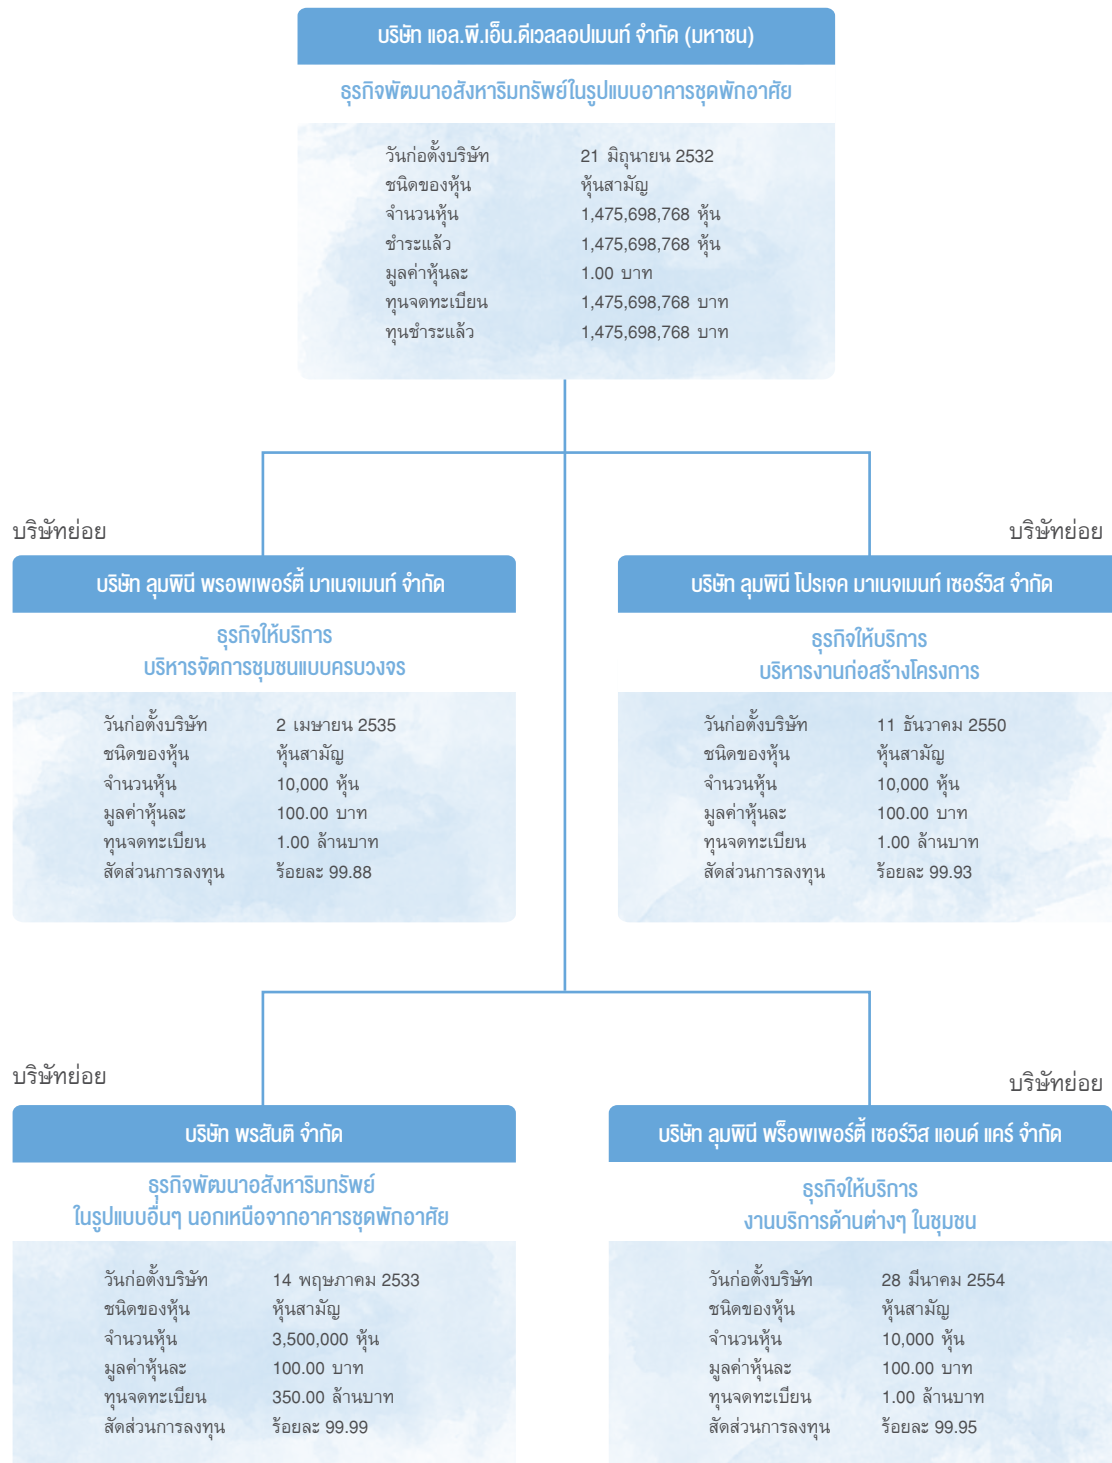 บริษัท แอล.พี.เอ็น.ดีเวลลอปเมนท์ จำกัด (มหาชน)
ธุรกิจพัฒนาอสังหาริมทรัพย์ในรูปแบบอาคารชุดพักอาศัย
วันก่อตั้งบริษัท 21 มิถุนายน 2532
ชนิดของหุ้น หุ้นสามัญ
จำนวนหุ้น 1,475,698,768 หุ้น
ชำระแล้ว 1,475,698,768 หุ้น
มูลค่าหุ้นละ 1.00 บาท
ทุนจดทะเบียน 1,475,698,768 บาท
ทุนชำระแล้ว 1,475,698,768 บาท
บริษัทย่อย
บริษัท ลุมพินี พรอพเพอร์ตี้ มาเนจเมนท์ จำกัด
ธุรกิจให้บริการ
บริหารจัดการชุมชนแบบครบวงจร
วันก่อตั้งบริษัท 2 เมษายน 2535
ชนิดของหุ้น หุ้นสามัญ
จำนวนหุ้น 10,000 หุ้น
มูลค่าหุ้นละ 100.00 บาท
ทุนจดทะเบียน 1.00 ล้านบาท
สัดส่วนการลงทุน ร้อยละ 99.88
บริษัทย่อย
บริษัท ลุมพินี โปรเจค มาเนจเมนท์ เซอร์วิส จำกัด
ธุรกิจให้บริการ
บริหารงานก่อสร้างโครงการ
วันก่อตั้งบริษัท 11 ธันวาคม 2550
ชนิดของหุ้น หุ้นสามัญ
จำนวนหุ้น 10,000 หุ้น
มูลค่าหุ้นละ 100.00 บาท
ทุนจดทะเบียน 1.00 ล้านบาท
สัดส่วนการลงทุน ร้อยละ 99.93
บริษัทย่อย
บริษัท พรสันติ จำกัด
ธุรกิจพัฒนาอสังหาริมทรัพย์
ในรูปแบบอื่นๆ นอกเหนือจากอาคารชุดพักอาศัย
วันก่อตั้งบริษัท 14 พฤษภาคม 2533
ชนิดของหุ้น หุ้นสามัญ
จำนวนหุ้น 3,500,000 หุ้น
มูลค่าหุ้นละ 100.00 บาท
ทุนจดทะเบียน 350.00 ล้านบาท
สัดส่วนการลงทุน ร้อยละ 99.99
บริษัทย่อย
บริษัท ลุมพินี พร็อพเพอร์ตี้ เซอร์วิส แอนด์ แคร์ จำกัด
ธุรกิจให้บริการ
งานบริการด้านต่างๆ ในชุมชน
วันก่อตั้งบริษัท 28 มีนาคม 2554
ชนิดของหุ้น หุ้นสามัญ
จำนวนหุ้น 10,000 หุ้น
มูลค่าหุ้นละ 100.00 บาท
ทุนจดทะเบียน 1.00 ล้านบาท
สัดส่วนการลงทุน ร้อยละ 99.95